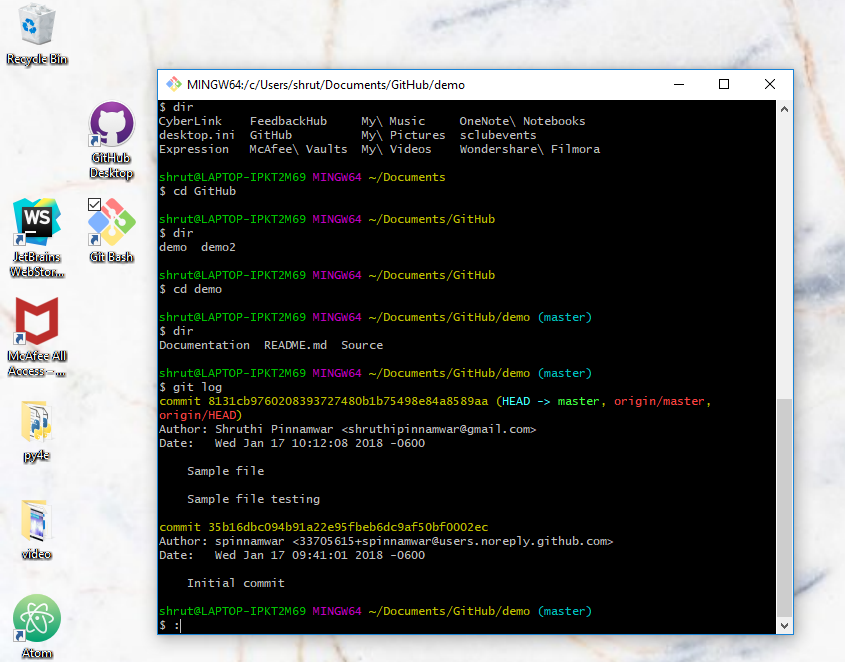 Recycle Bin
GitHub
Desktop
WS
JetBrains
WebStor...
Git Bash
McAfee All
Access – ...
py4e
video
Atom
MINGW64:/c/Users/shrut/Documents/GitHub/demo
$ dir
CyberLink    FeedbackHub     My\ Music     OneNote\ Notebooks
desktop.ini  GitHub          My\ Pictures  sclubevents
Expression   McAfee\ Vaults  My\ Videos    Wondershare\ Filmora
shrut@LAPTOP-IPKT2M69 MINGW64 ~/Documents
$ cd GitHub
shrut@LAPTOP-IPKT2M69 MINGW64 ~/Documents/GitHub
$ dir
demo  demo2
shrut@LAPTOP-IPKT2M69 MINGW64 ~/Documents/GitHub
$ cd demo
shrut@LAPTOP-IPKT2M69 MINGW64 ~/Documents/GitHub/demo (master)
$ dir
Documentation  README.md  Source
shrut@LAPTOP-IPKT2M69 MINGW64 ~/Documents/GitHub/demo (master)
$ git log
commit 8131cb9760208393727480b1b75498e84a8589aa (HEAD -> master, origin/master,
origin/HEAD)
Author: Shruthi Pinnamwar <shruthipinnamwar@gmail.com>
Date:   Wed Jan 17 10:12:08 2018 -0600
    Sample file
    Sample file testing
commit 35b16dbc094b91a22e95fbeb6dc9af50bf0002ec
Author: spinnamwar <33705615+spinnamwar@users.noreply.github.com>
Date:   Wed Jan 17 09:41:01 2018 -0600
    Initial commit
shrut@LAPTOP-IPKT2M69 MINGW64 ~/Documents/GitHub/demo (master)
$ :